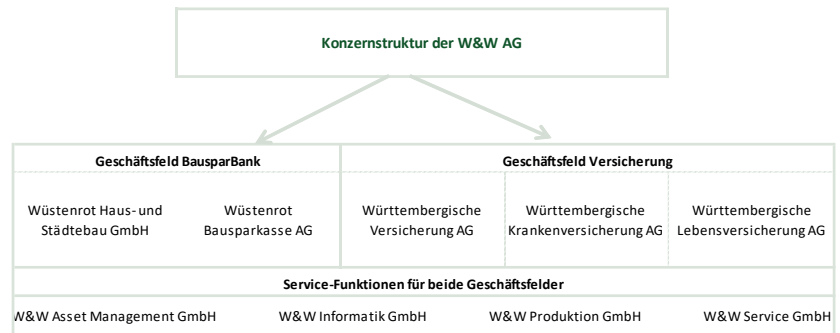 Konzernstruktur der W&W AG
Geschäftsfeld BausparBank
Geschäftsfeld Versicherung
Wüstenrot Haus- und
Städtebau GmbH
Wüstenrot
Bausparkasse AG
Württembergische
Versicherung AG
Württembergische
Krankenversicherung AG
Württembergische
Lebensversicherung AG
Service-Funktionen für beide Geschäftsfelder
W&W Asset Management GmbH
W&W Informatik GmbH
W&W Produktion GmbH
W&W Service GmbH